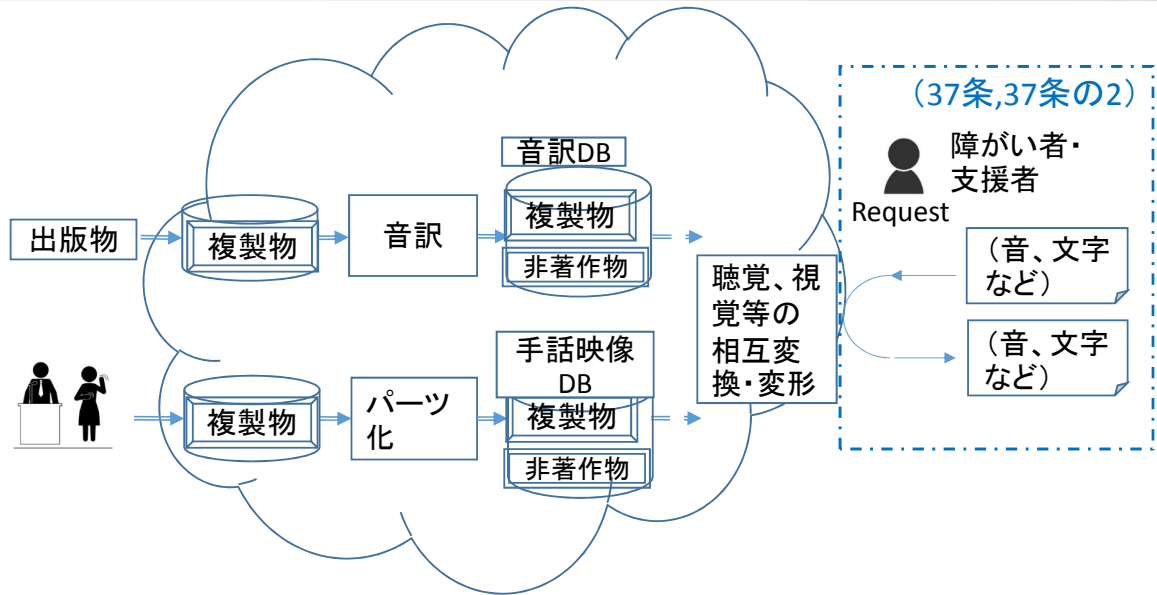 （37条,37条の2）
障がい者・
支援者
Request
（音、文字
など）
（音、文字
など）
出版物
複製物
音訳
音訳DB
複製物
非著作物
聴覚、視
覚等の
相互変
換・変形
複製物
パーツ
化
手話映像
DB
複製物
非著作物